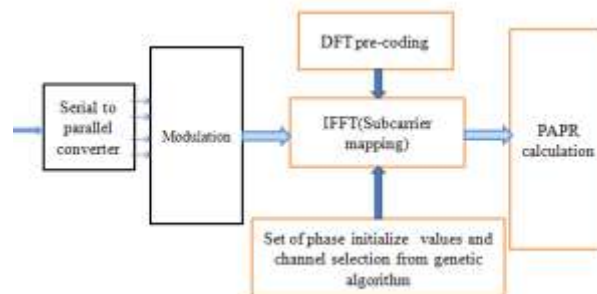 DFT pre-coding
Serial to
parallel
converter
Modulation
IFFT(Subcarrier
mapping)
PAPR
calculation
Set of phase initialize values and
channel selection from genetic
algorithm